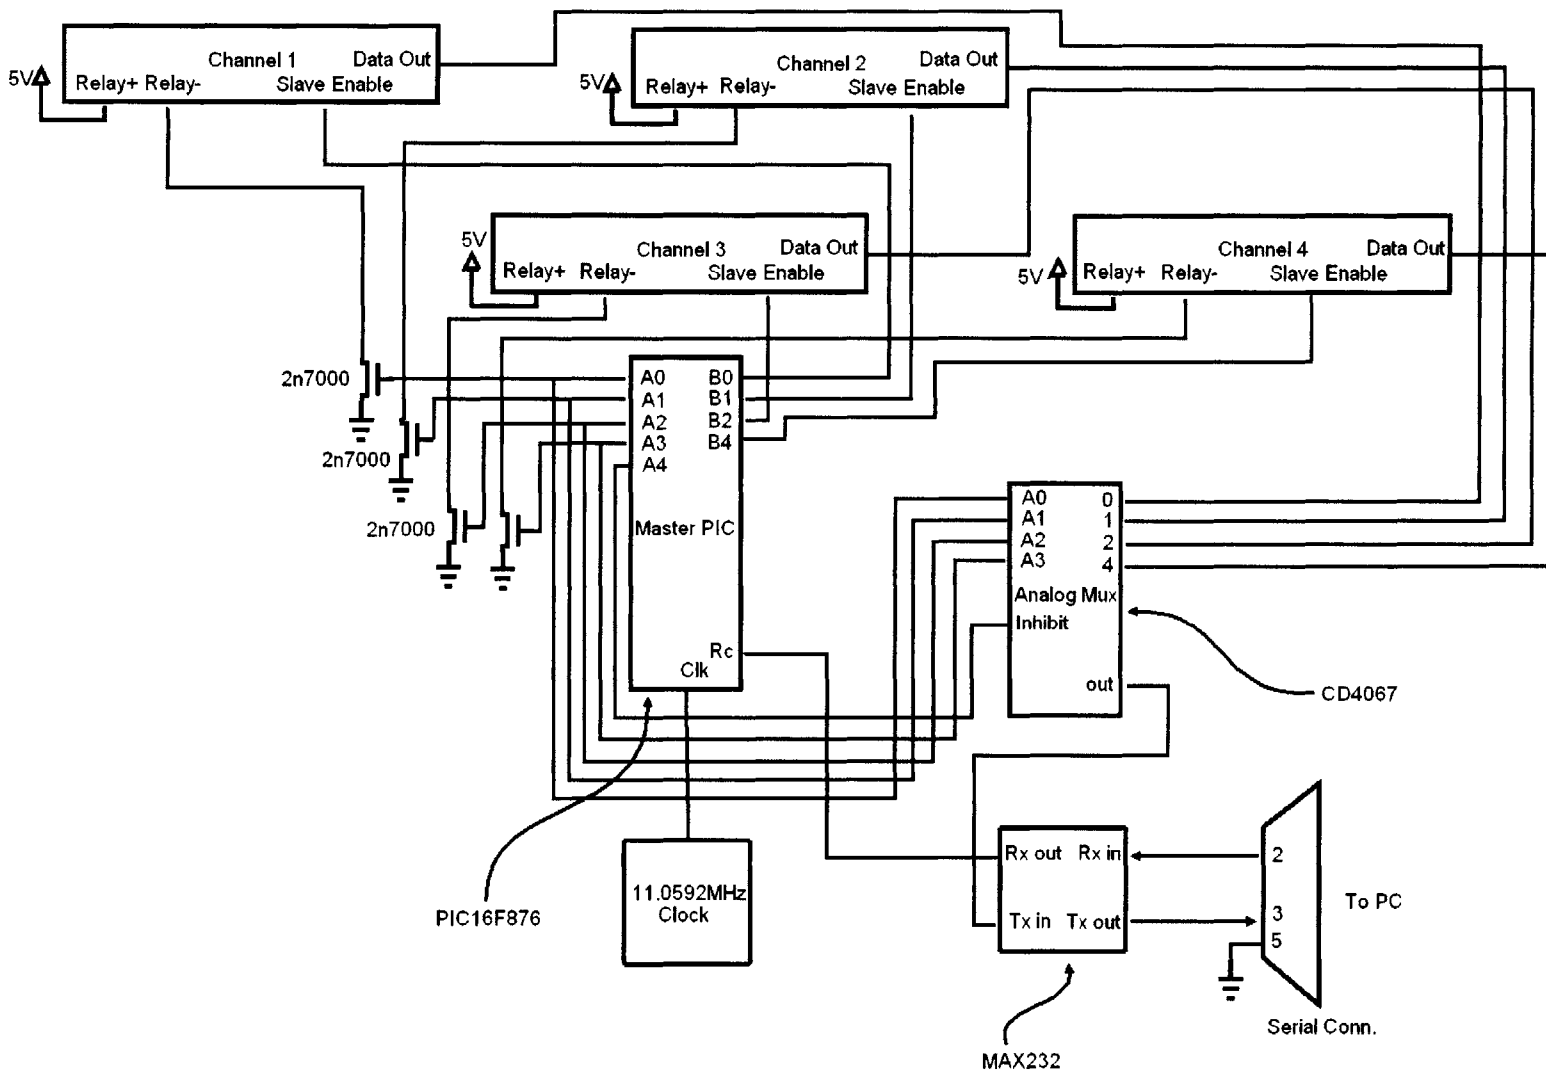 Channel 1
Data Out
5V
Relay+ Relay-
Slave Enable
Channel 2
Data Out
5V
Relay+ Relay-
Slave Enable
Channel 3
Data Out
5V
Relay+ Relay-
Slave Enable
Channel 4
Data Out
5V
Relay+ Relay-
Slave Enable
2n7000
2n7000
2n7000
A0
A1
A2
A3
A4
B0
B1
B2
B4
Master PIC
Rc
Clk
A0
A1
A2
A3
0
1
2
4
Analog Mux
Inhibit
out
CD4067
PIC16F876
11.0592MHz
Clock
Rx out Rx in
Tx in Tx out
MAX232
2
3
5
To PC
Serial Conn.